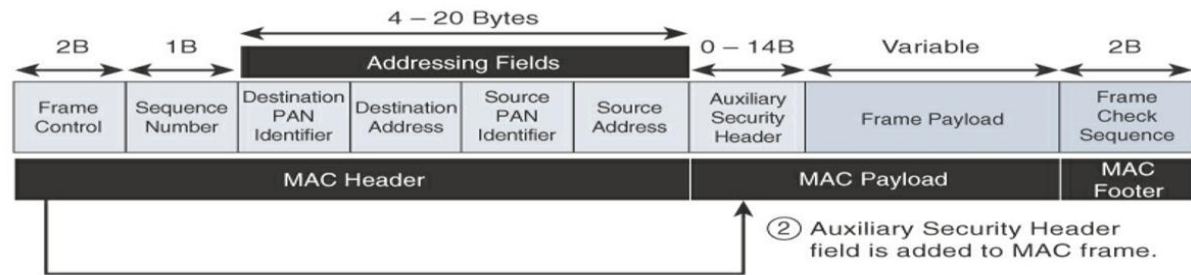 4 – 20 Bytes
2B
1B
Addressing Fields
0 – 14B
Variable
2B
Frame
Control
Sequence
Number
Destination
PAN
Identifier
Destination
Address
Source
PAN
Identifier
Source
Address
Auxiliary
Security
Header
Frame Payload
Frame
Check
Sequence
MAC Header
MAC Payload
MAC
Footer
② Auxiliary Security Header
field is added to MAC frame.